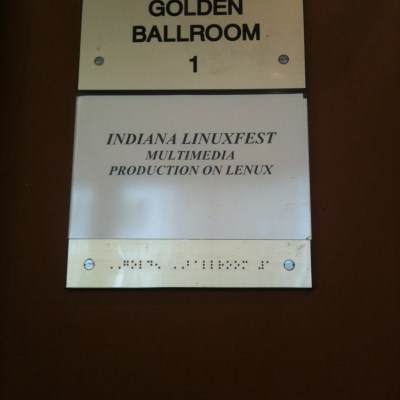 GOLDEN
BALLROOM
1
INDIANA LINUXFEST
MULTIMEDIA
PRODUCTION ON LENUX